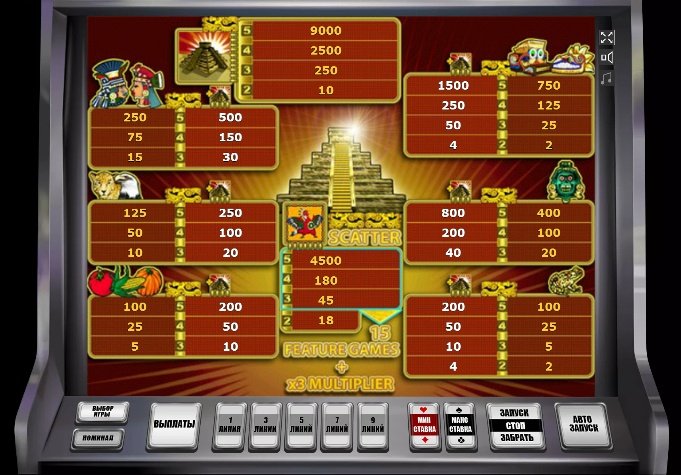 5 9000
4 2500
3 250
2 10
250 5 500
75 4 150
15 3 30
1500 5 750
250 4 125
50 3 25
4 2 2
125 5 250
50 4 100
10 3 20
800 5 400
200 4 100
40 3 20
SCATTER
5 4500
4 180
3 45
2 18
100 5 200
25 4 50
5 3 10
200 5 100
50 4 25
10 3 5
4 2 2
15
FEATURE GAMES
+
x3 MULTIPLIER
ВЫБОР
ИГРЫ
НОМИНАЛ
ВЫПЛАТЫ
1
ЛИНИЯ
3
ЛИНИИ
5
ЛИНИЙ
7
ЛИНИЙ
9
ЛИНИЙ
МИН
СТАВКА
МАКС
СТАВКА
ЗАПУСК
СТОП
ЗАБРАТЬ
АВТО
ЗАПУСК